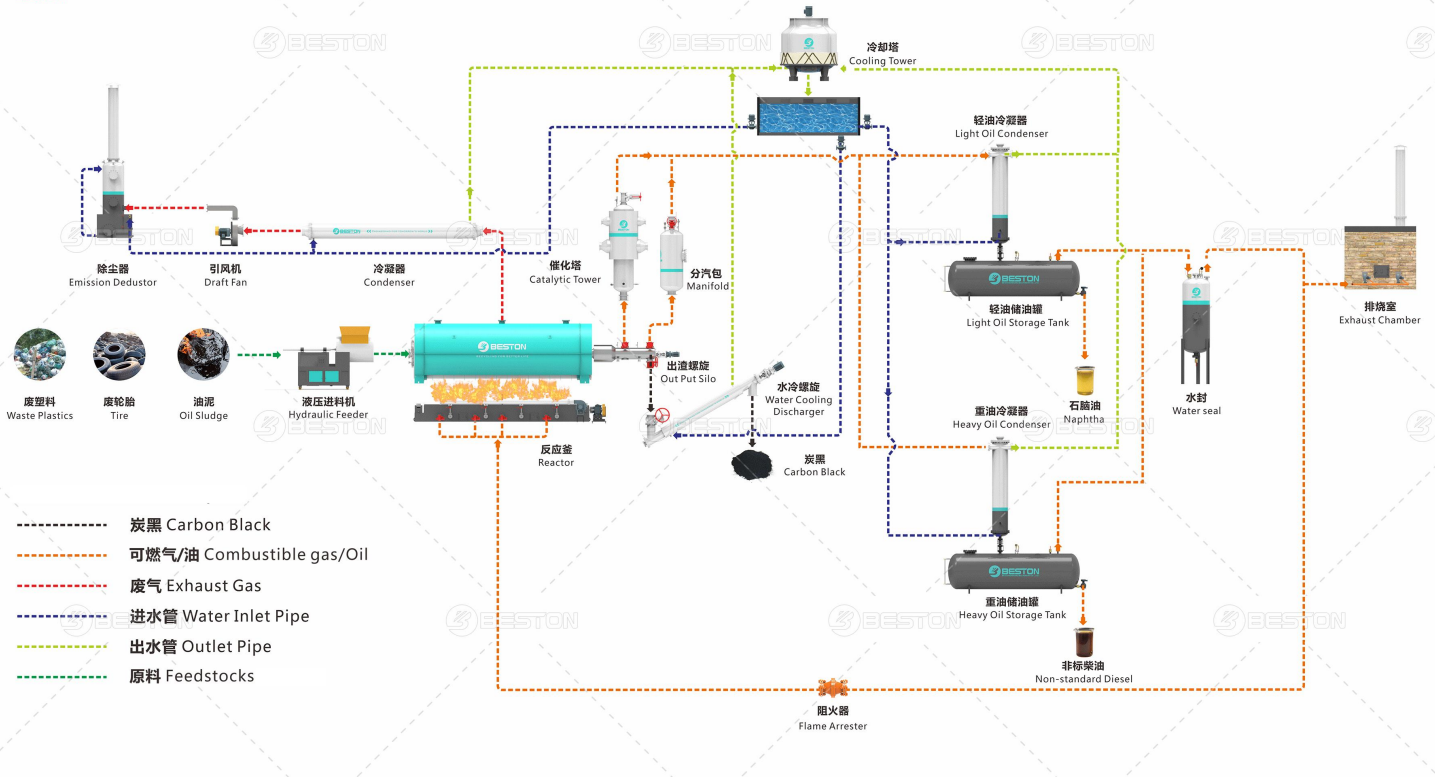 冷却塔
Cooling Tower
轻油冷凝器
Light Oil Condenser
除尘器
Emission Dedustor
引风机
Draft Fan
冷凝器
Condenser
催化塔
Catalytic Tower
分汽包
Manifold
轻油储油罐
Light Oil Storage Tank
排烧室
Exhaust Chamber
废塑料
Waste Plastics
废轮胎
Tire
油泥
Oil Sludge
液压进料机
Hydraulic Feeder
BESTON
出渣螺旋
Out Put Silo
水冷螺旋
Water Cooling
Discharger
石脑油
Naphtha
水封
Water seal
重油冷凝器
Heavy Oil Condenser
反应釜
Reactor
炭黑
Carbon Black
炭黑 Carbon Black
可燃气/油 Combustible gas/Oil
废气 Exhaust Gas
进水管 Water Inlet Pipe
出水管 Outlet Pipe
原料 Feedstocks
BESTON
BESTON
BESTON
重油储油罐
Heavy Oil Storage Tank
非标柴油
Non-standard Diesel
阻火器
Flame Arrester